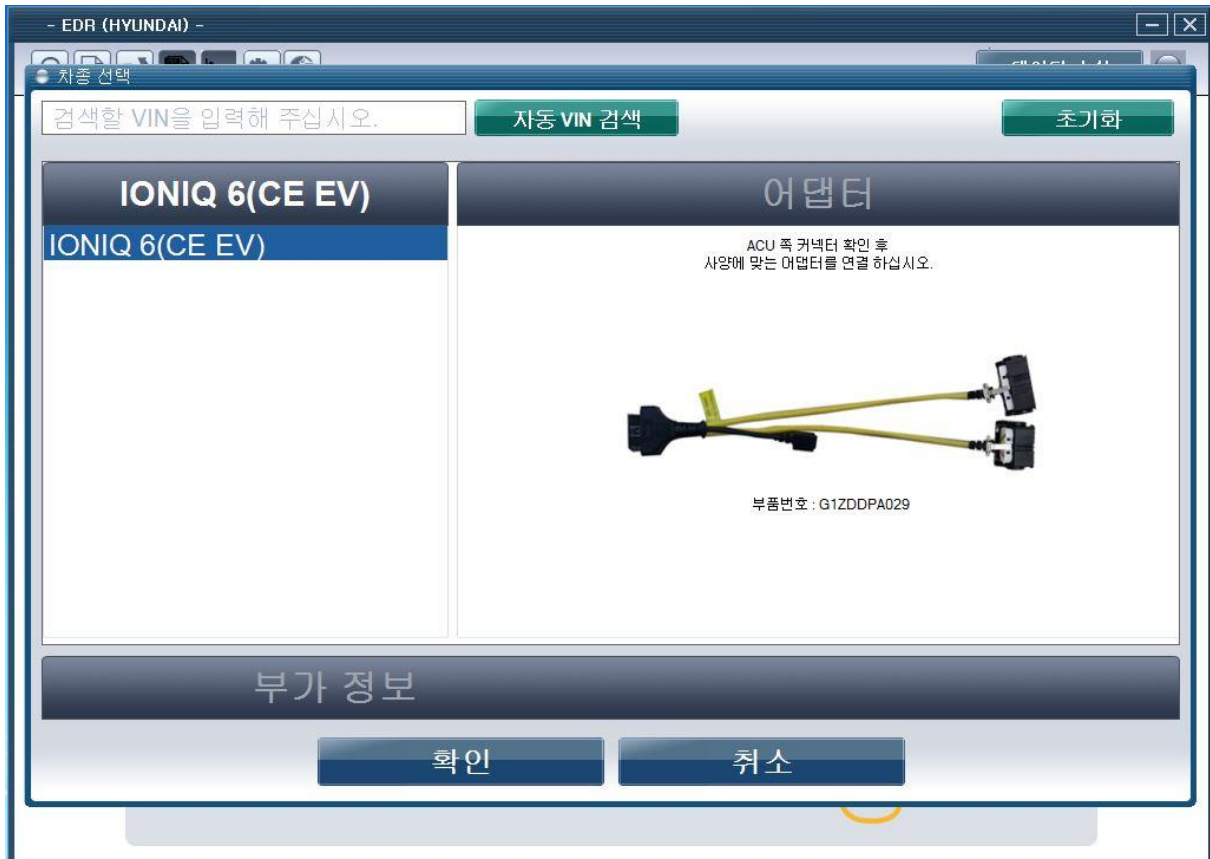 - EDR (HYUNDAI) -
차종 선택
검색할 VIN을 입력해 주십시오.
자동 VIN 검색
초기화
IONIQ 6(CE EV)
어댑터
IONIQ 6(CE EV)
ACU 쪽 커넥터 확인 후
사양에 맞는 어댑터를 연결 하십시오.
부품번호 : G1ZDDPA029
부가 정보
확인
취소